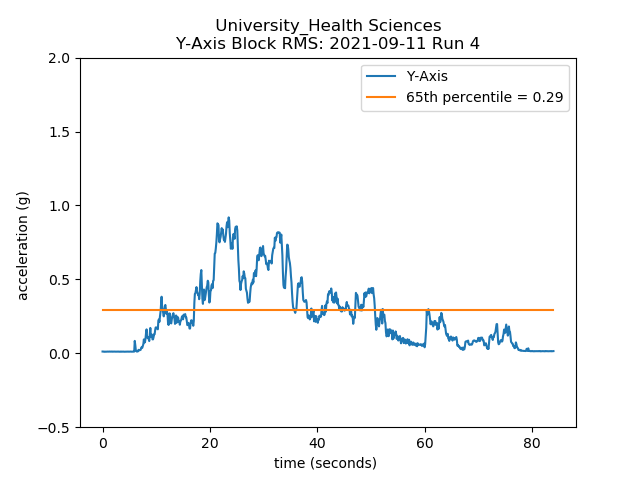 University_Health Sciences
Y-Axis Block RMS: 2021-09-11 Run 4
2.0
1.5
1.0
0.5
0.0
−0.5
acceleration (g)
Y-Axis
65th percentile = 0.29
0 20 40 60 80
time (seconds)